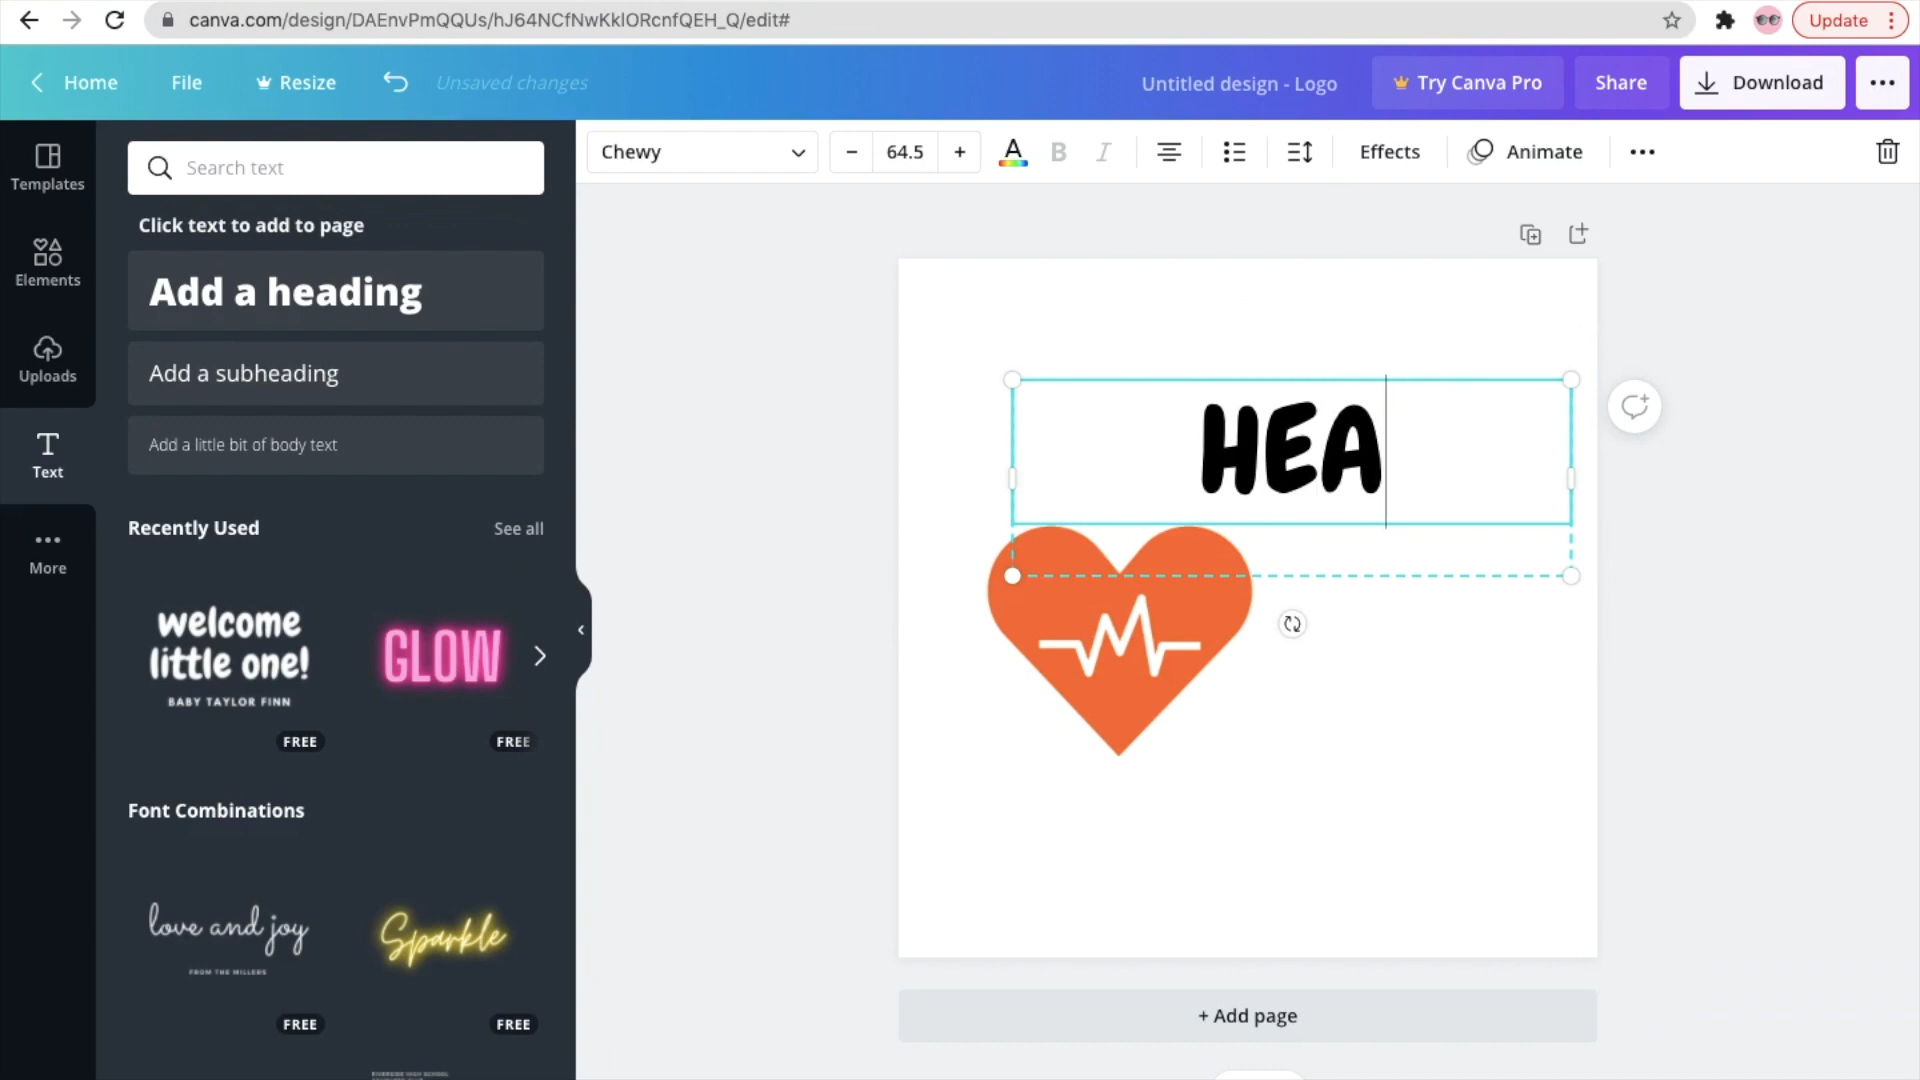 canva.com/design/DAEnvPmQQUs/hJ64NCfNwKklORcnfQEH_Q/edit#
Update
Home
File
Resize
Unsaved changes
Untitled design - Logo
Try Canva Pro
Share
Download
Templates
Elements
Uploads
Text
More
Search text
Click text to add to page
Add a heading
Add a subheading
Add a little bit of body text
Recently Used
See all
welcome
little one!
BABY TAYLOR FINN
FREE
GLOW
FREE
Font Combinations
love and joy
FROM THE MILLERS
FREE
Sparkle
FREE
Chewy
64.5
A
B
I
Effects
Animate
HEA
+ Add page